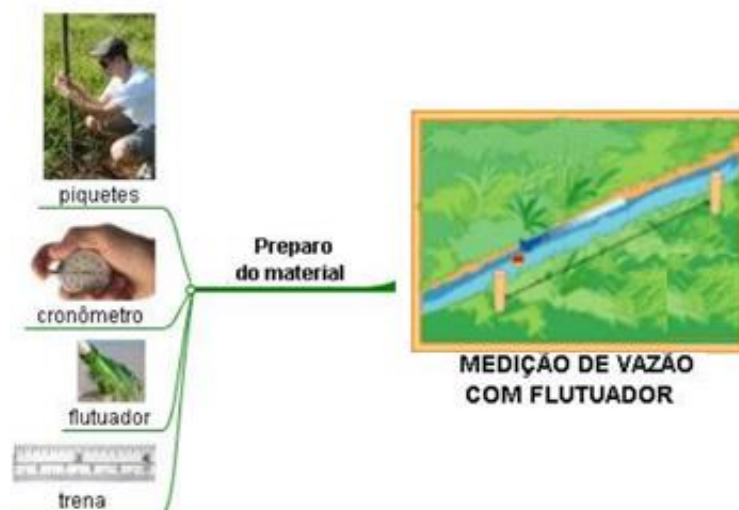 piquetes
cronômetro
flutuador
trena
Preparo
do material
MEDIÇÃO DE VAZÃO
COM FLUTUADOR